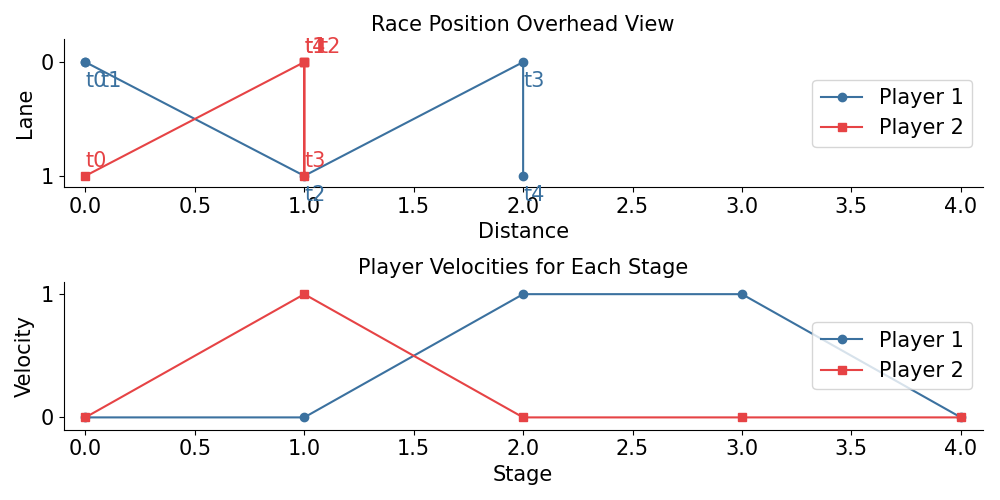 Race Position Overhead View
t1
t2
0
t0
t1
t3
Lane
Player 1
Player 2
t0
t3
1
t2
t4
0.0 0.5 1.0 1.5 2.0 2.5 3.0 3.5 4.0
Distance
Player Velocities for Each Stage
1
Velocity
Player 1
Player 2
0
0.0 0.5 1.0 1.5 2.0 2.5 3.0 3.5 4.0
Stage